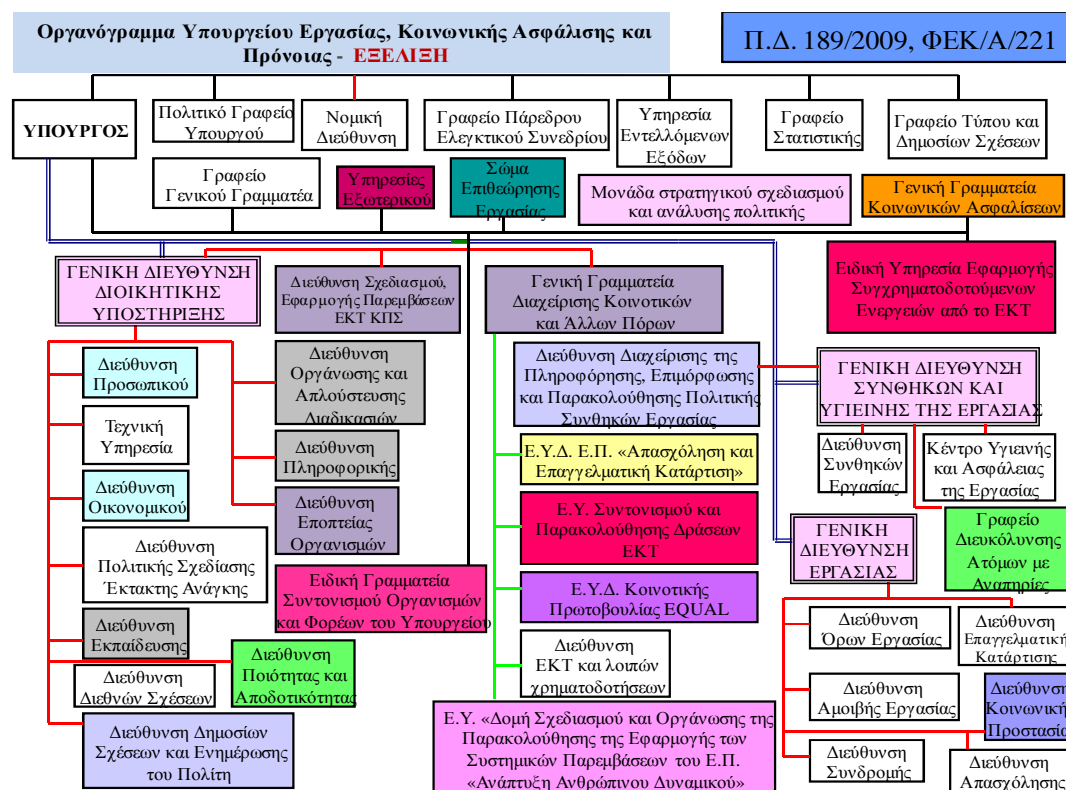 Οργανόγραμμα Υπουργείου Εργασίας, Κοινωνικής Ασφάλισης και
Πρόνοιας - ΕΞΕΛΙΞΗ
Π.Δ. 189/2009, ΦΕΚ/Α/221
ΥΠΟΥΡΓΟΣ
Πολιτικό Γραφείο
Υπουργού
Νομική
Διεύθυνση
Γραφείο Πάρεδρου
Ελεγκτικού Συνεδρίου
Υπηρεσία
Εντελλόμενων
Εξόδων
Γραφείο
Στατιστικής
Γραφείο Τύπου και
Δημοσίων Σχέσεων
Γραφείο
Γενικού Γραμματέα
Υπηρεσίες
Εξωτερικού
Σώμα
Επιθεώρησης
Εργασίας
Μονάδα στρατηγικού σχεδιασμού
και ανάλυσης πολιτικής
Γενική Γραμματεία
Κοινωνικών Ασφαλίσεων
ΓΕΝΙΚΗ ΔΙΕΥΘΥΝΣΗ
ΔΙΟΙΚΗΤΙΚΗΣ
ΥΠΟΣΤΗΡΙΞΗΣ
Διεύθυνση Σχεδιασμού,
Εφαρμογής Παρεμβάσεων
ΕΚΤ ΚΠΣ
Γενική Γραμματεία
Διαχείρισης Κοινοτικών
και Άλλων Πόρων
Ειδική Υπηρεσία Εφαρμογής
Συγχρηματοδοτούμενων
Ενεργειών από το ΕΚΤ
Διεύθυνση
Προσωπικού
Διεύθυνση
Οργάνωσης και
Απλούστευσης
Διαδικασιών
Διεύθυνση Διαχείρισης της
Πληροφόρησης, Επιμόρφωσης
και Παρακολούθησης Πολιτικής
Συνθηκών Εργασίας
ΓΕΝΙΚΗ ΔΙΕΥΘΥΝΣΗ
ΣΥΝΘΗΚΩΝ ΚΑΙ
ΥΓΙΕΙΝΗΣ ΤΗΣ ΕΡΓΑΣΙΑΣ
Τεχνική
Υπηρεσία
Διεύθυνση
Πληροφορικής
Ε.Υ.Δ. Ε.Π. «Απασχόληση και
Επαγγελματική Κατάρτιση»
Διεύθυνση
Συνθηκών
Εργασίας
Κέντρο Υγιεινής
και Ασφάλειας
της Εργασίας
Διεύθυνση
Οικονομικού
Διεύθυνση
Εποπτείας
Οργανισμών
Ε.Υ. Συντονισμού και
Παρακολούθησης Δράσεων
ΕΚΤ
ΓΕΝΙΚΗ
ΔΙΕΥΘΥΝΣΗ
ΕΡΓΑΣΙΑΣ
Γραφείο
Διευκόλυνσης
Ατόμων με
Αναπηρίες
Διεύθυνση
Πολιτικής Σχεδίασης
Έκτακτης Ανάγκης
Ειδική Γραμματεία
Συντονισμού Οργανισμών
και Φορέων του Υπουργείου
Ε.Υ.Δ. Κοινοτικής
Πρωτοβουλίας EQUAL
Διεύθυνση
Εκπαίδευσης
Διεύθυνση
Όρων Εργασίας
Διεύθυνση
Επαγγελματικής
Κατάρτισης
Διεύθυνση
Διεθνών Σχέσεων
Διεύθυνση
Ποιότητας και
Αποδοτικότητας
Διεύθυνση
ΕΚΤ και λοιπών
χρηματοδοτήσεων
Διεύθυνση
Αμοιβής Εργασίας
Διεύθυνση
Κοινωνική
Προστασία
Διεύθυνση Δημοσίων
Σχέσεων και Ενημέρωσης
του Πολίτη
Ε.Υ. «Δομή Σχεδιασμού και Οργάνωσης της
Παρακολούθησης της Εφαρμογής των
Συστημικών Παρεμβάσεων του Ε.Π.
«Ανάπτυξη Ανθρώπινου Δυναμικού»
Διεύθυνση
Συνδρομής
Διεύθυνση
Απασχόλησης